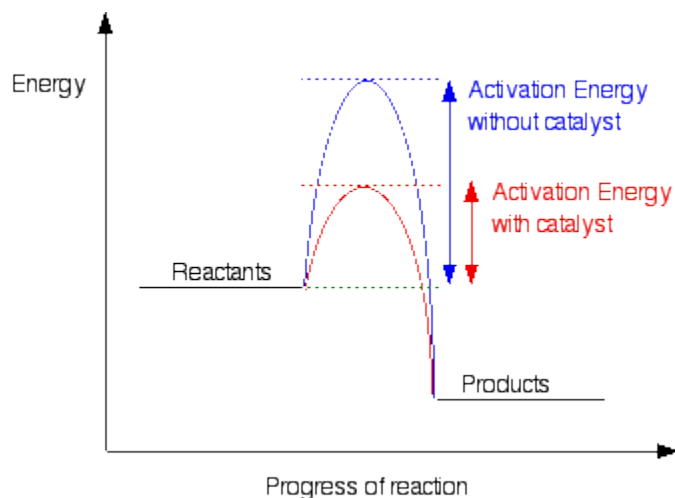 Energy
Activation Energy
without catalyst
Activation Energy
with catalyst
Reactants
Products
Progress of reaction